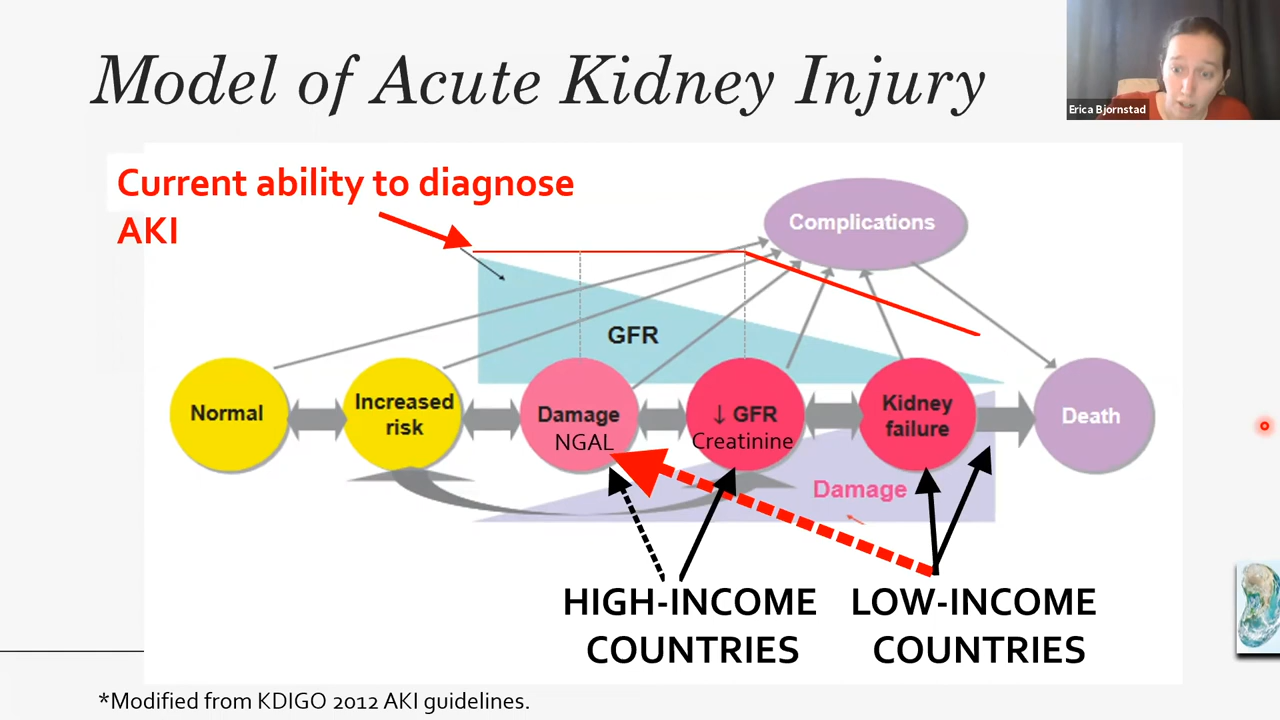 Model of Acute Kidney Injury
Erica Bjornstad
Current ability to diagnose
AKI
Complications
GFR
Normal
Increased
risk
Damage
NGAL
↓ GFR
Creatinine
Kidney
failure
Death
Damage
HIGH-INCOME
COUNTRIES
LOW-INCOME
COUNTRIES
*Modified from KDIGO 2012 AKI guidelines.